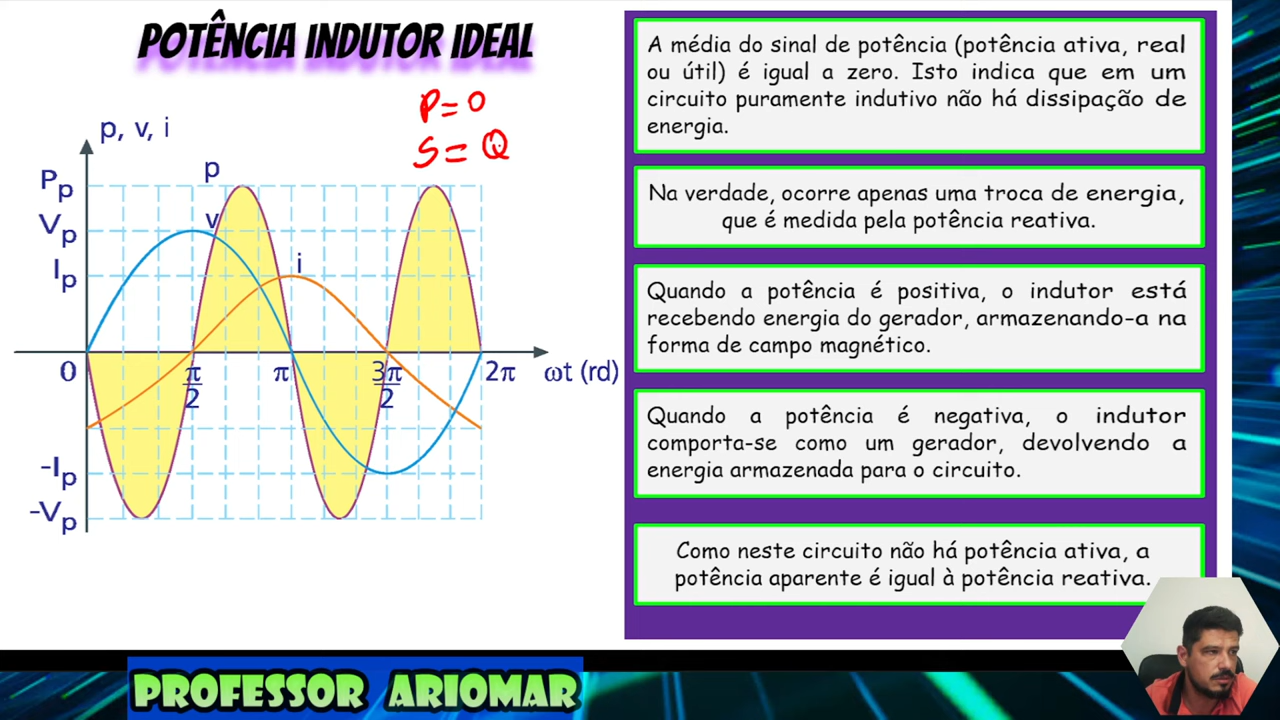 POTÊNCIA INDUTOR IDEAL
P = 0
S = Q
p, v, i
Pp
p
Vp
v
Ip
i
0
π/2
π
3π/2
2π
ωt (rd)
-Ip
-Vp
A média do sinal de potência (potência ativa, real
ou útil) é igual a zero. Isto indica que em um
circuito puramente indutivo não há dissipação de
energia.
Na verdade, ocorre apenas uma troca de energia,
que é medida pela potência reativa.
Quando a potência é positiva, o indutor está
recebendo energia do gerador, armazenando-a na
forma de campo magnético.
Quando a potência é negativa, o indutor
comporta-se como um gerador, devolvendo a
energia armazenada para o circuito.
Como neste circuito não há potência ativa, a
potência aparente é igual à potência reativa.
PROFESSOR ARIOMAR